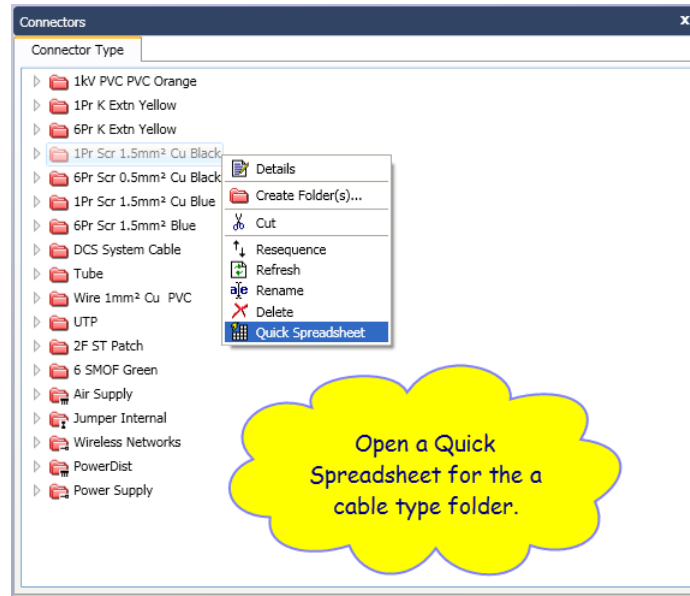 Connectors
x
Connector Type
1kV PVC PVC Orange
1Pr K Extn Yellow
6Pr K Extn Yellow
1Pr Scr 1.5mm² Cu Black
6Pr Scr 0.5mm² Cu Black
1Pr Scr 1.5mm² Cu Blue
6Pr Scr 1.5mm² Blue
DCS System Cable
Tube
Wire 1mm² Cu  PVC
UTP
2F ST Patch
6 SMOF Green
Air Supply
Jumper Internal
Wireless Networks
PowerDist
Power Supply
Details
Create Folder(s)...
Cut
Resequence
Refresh
Rename
Delete
Quick Spreadsheet
Open a Quick
Spreadsheet for the a
cable type folder.